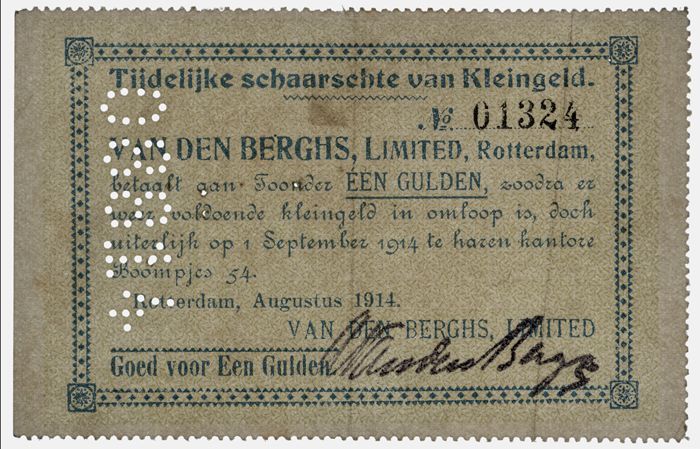 Tijdelijke schaarschte van Kleingeld.
No 01324
VAN DEN BERGHS, LIMITED, Rotterdam,
betaalt aan Toonder ÉÉN GULDEN, zoodra er
weer voldoende kleingeld in omloop is, doch
uiterlijk op 1 September 1914 te haren kantore
Boompjes 54.
Rotterdam, Augustus 1914.
VAN DEN BERGHS, LIMITED
Goed voor Een Gulden